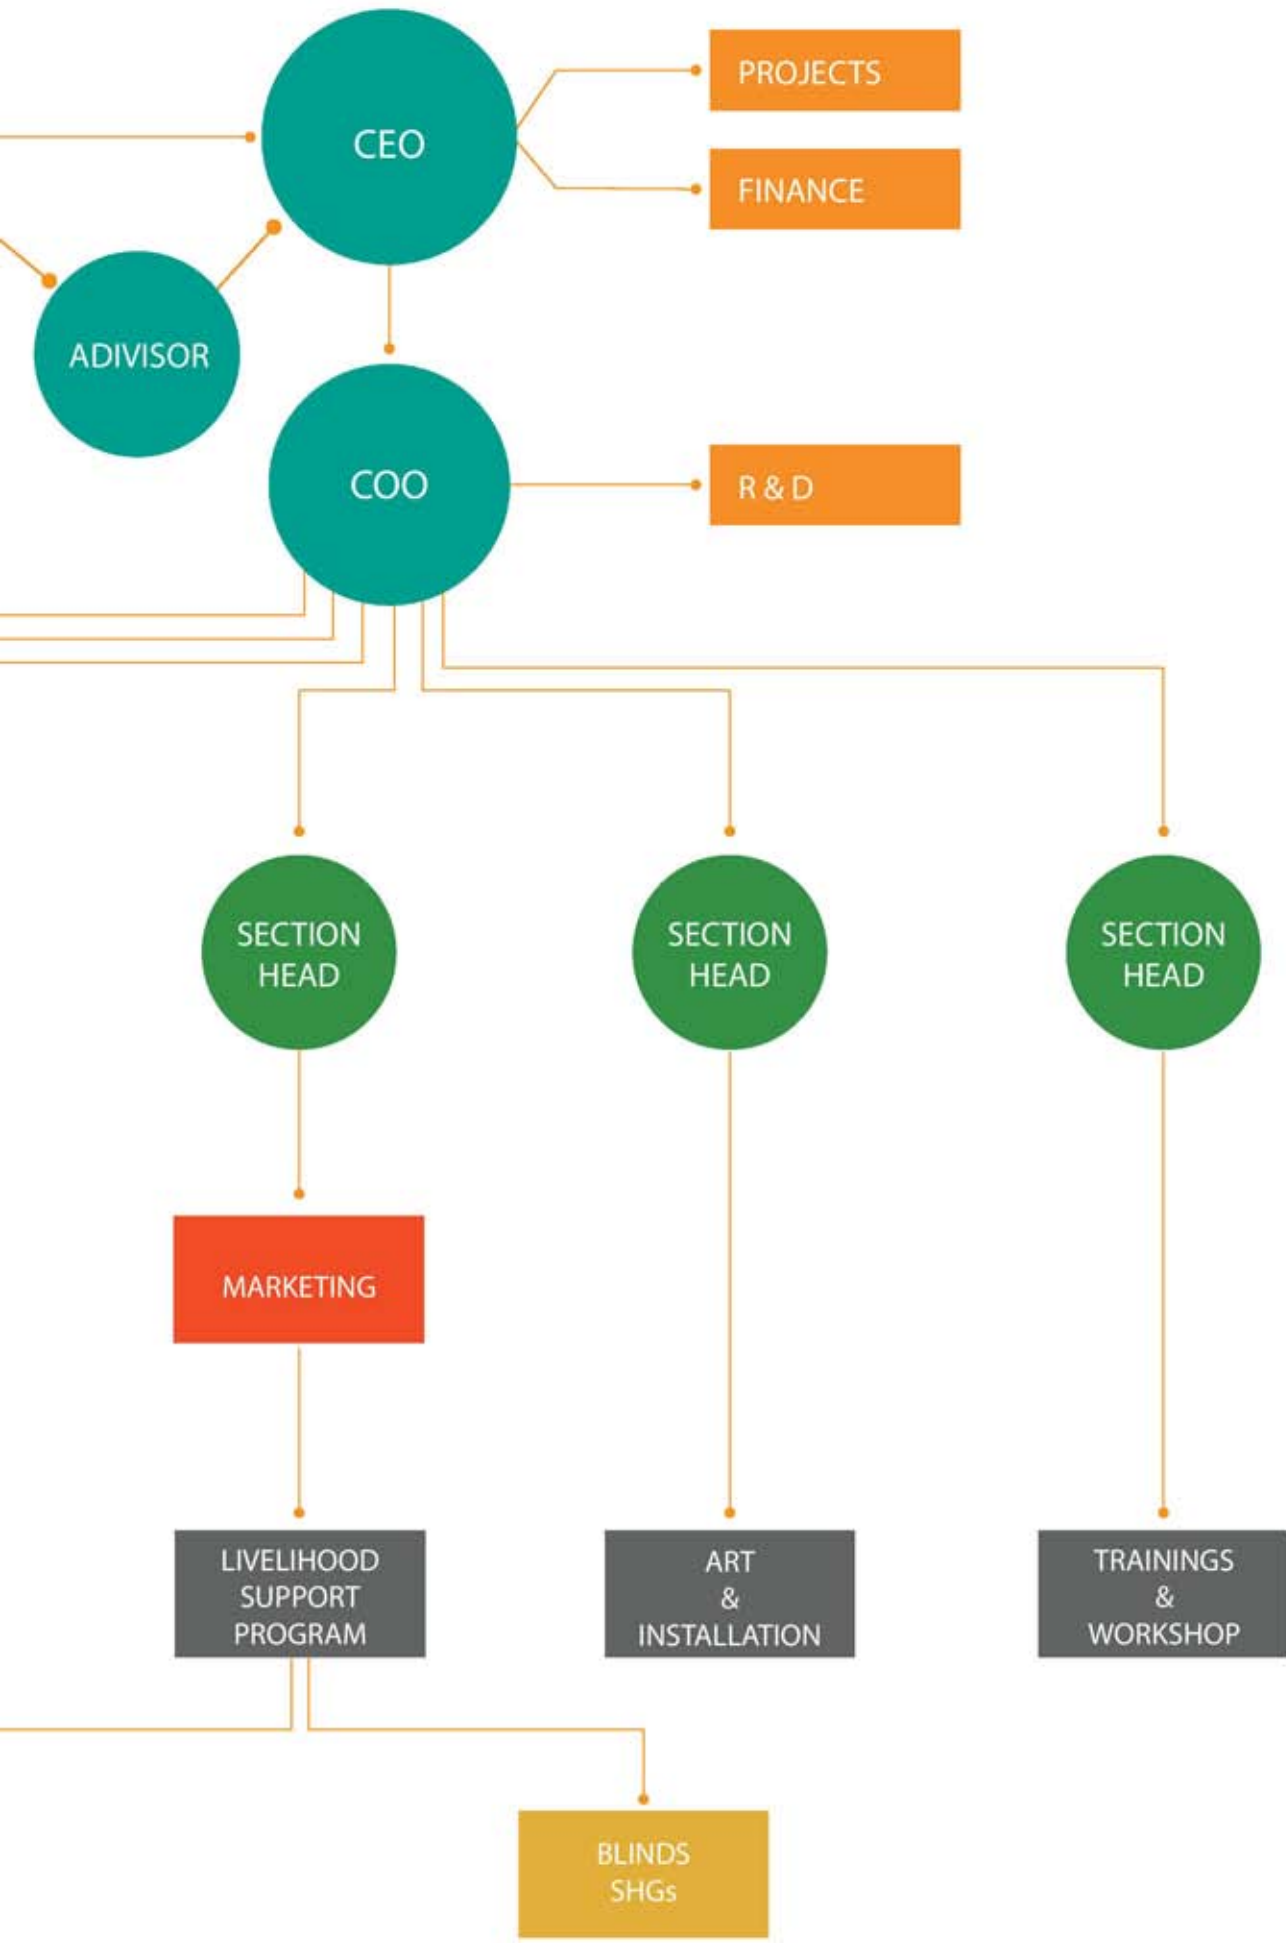 PROJECTS
CEO
FINANCE
ADIVISOR
COO
R & D
SECTION
HEAD
SECTION
HEAD
SECTION
HEAD
MARKETING
LIVELIHOOD
SUPPORT
PROGRAM
ART
&
INSTALLATION
TRAININGS
&
WORKSHOP
BLINDS
SHGs